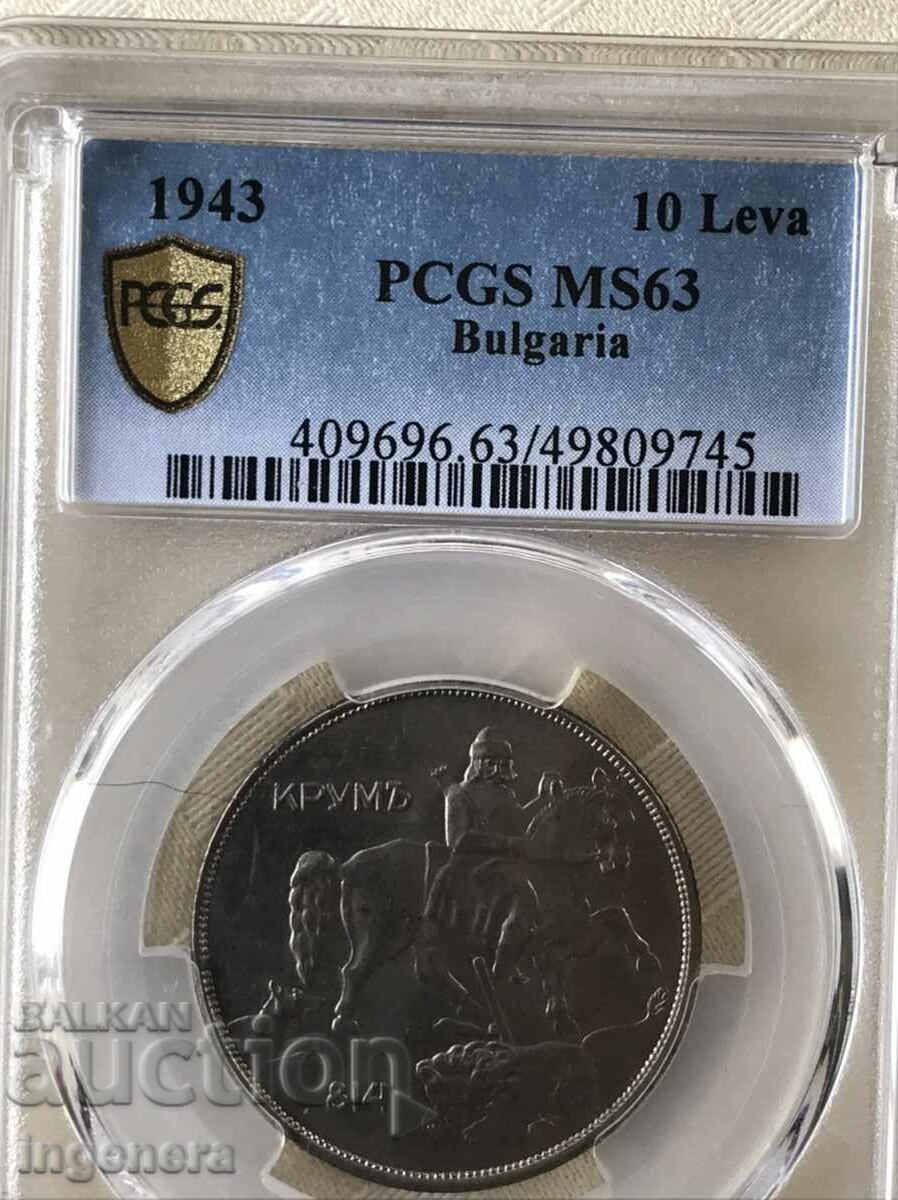 1943 10 Leva
PCGS MS63
PCGS
Bulgaria
409696.63/49809745
КРУМЪ
814
BALKAN
auction
ingenera